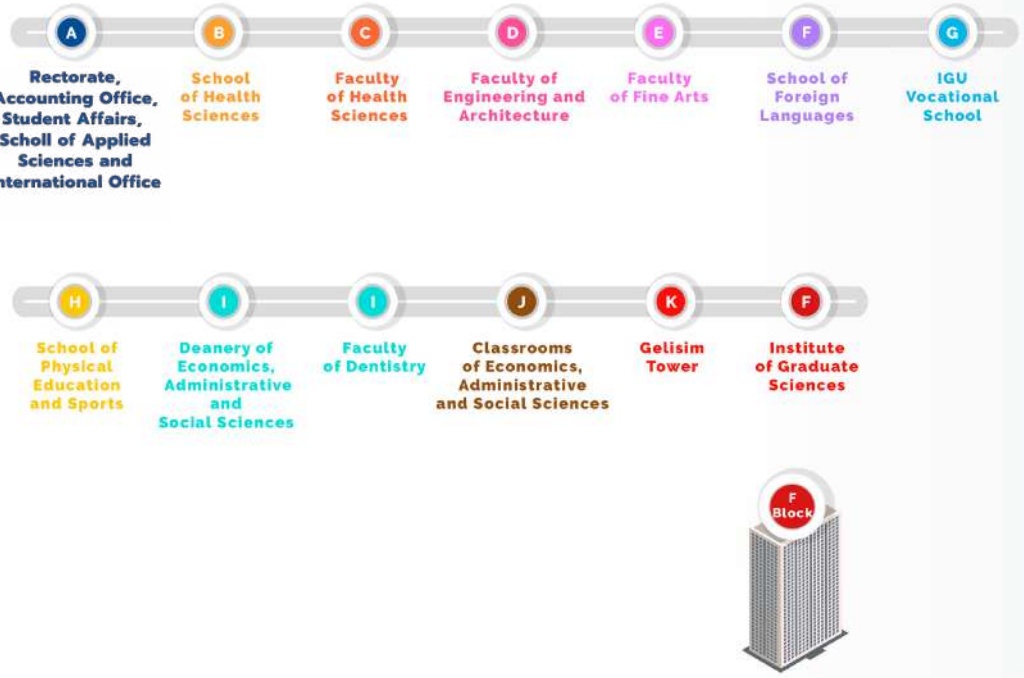 A
Rectorate,
Accounting Office,
Student Affairs,
Scholl of Applied
Sciences and
International Office
B
School
of Health
Sciences
C
Faculty
of Health
Sciences
D
Faculty of
Engineering and
Architecture
E
Faculty
of Fine Arts
F
School of
Foreign
Languages
G
IGU
Vocational
School
H
School of
Physical
Education
and Sports
I
Deanery of
Economics,
Administrative
and
Social Sciences
I
Faculty
of Dentistry
J
Classrooms
of Economics,
Administrative
and Social Sciences
K
Gelisim
Tower
F
Institute
of Graduate
Sciences
F
Block